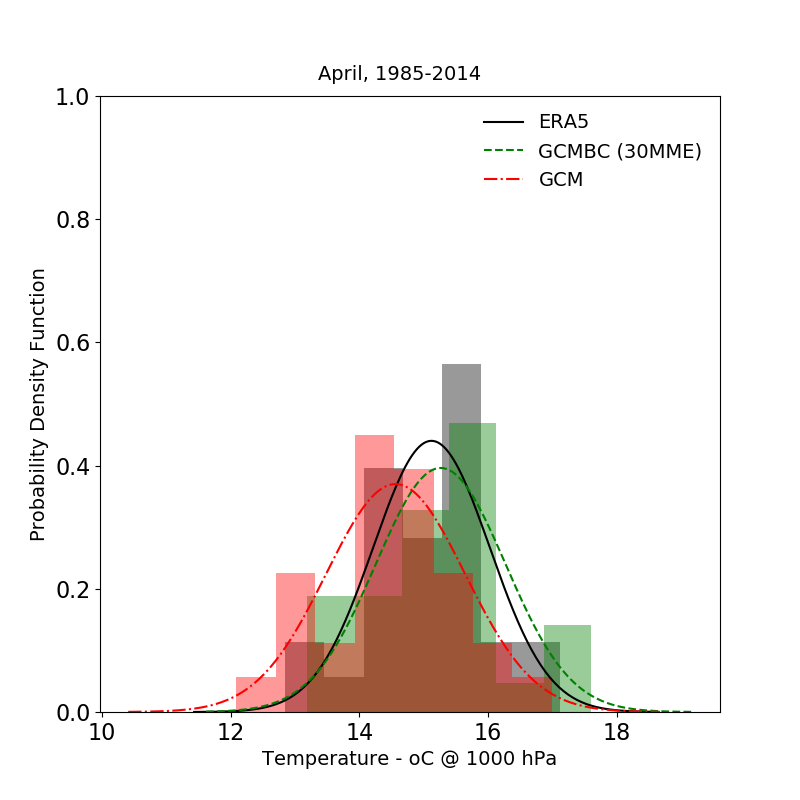 April, 1985-2014
1.0
0.8
0.6
0.4
0.2
0.0
Probability Density Function
ERA5
GCMBC (30MME)
GCM
10 12 14 16 18
Temperature - oC @ 1000 hPa